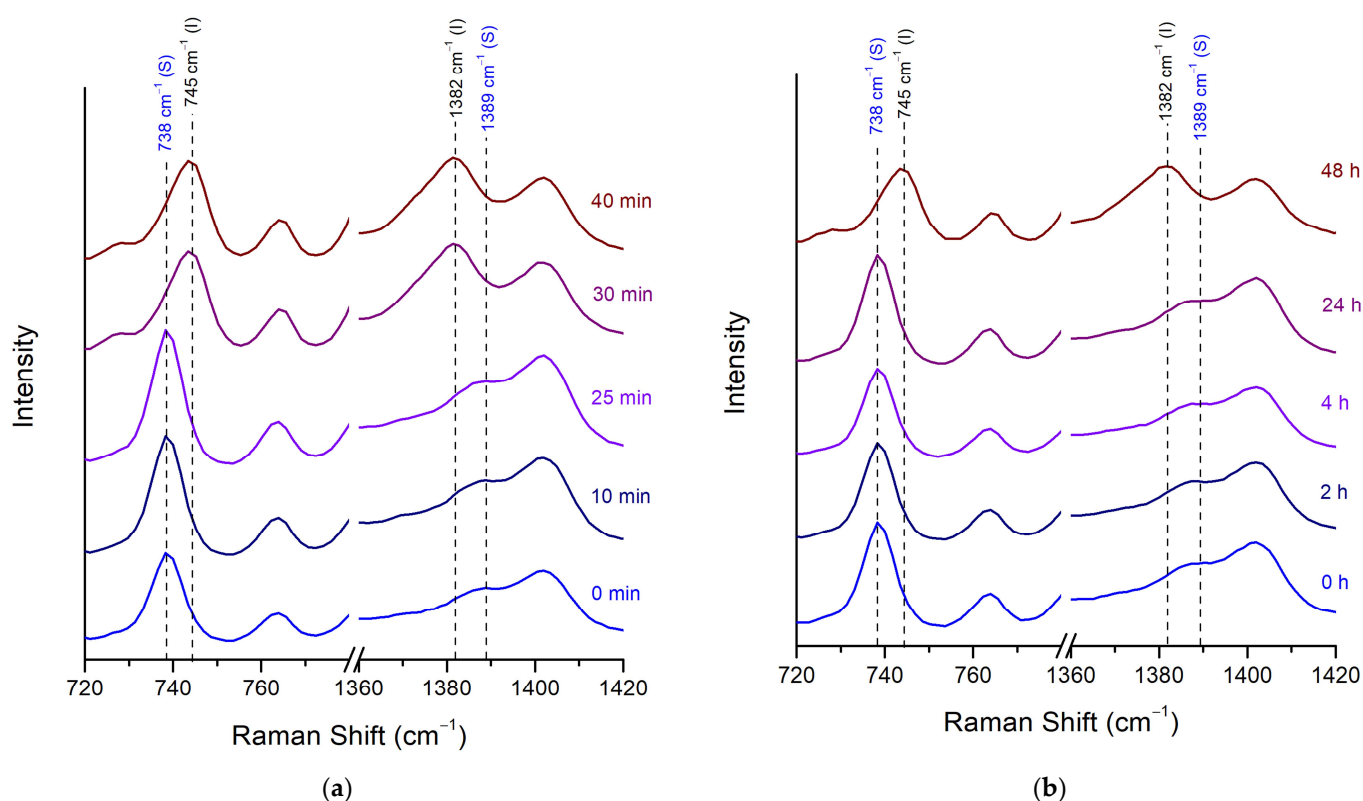 738 cm⁻¹ (S)
745 cm⁻¹ (I)
1382 cm⁻¹ (I)
1389 cm⁻¹ (S)
40 min
30 min
25 min
10 min
0 min
Intensity
720 740 760 1360 1380 1400 1420
Raman Shift (cm⁻¹)
(a)
738 cm⁻¹ (S)
745 cm⁻¹ (I)
1382 cm⁻¹ (I)
1389 cm⁻¹ (S)
48 h
24 h
4 h
2 h
0 h
Intensity
720 740 760 1360 1380 1400 1420
Raman Shift (cm⁻¹)
(b)